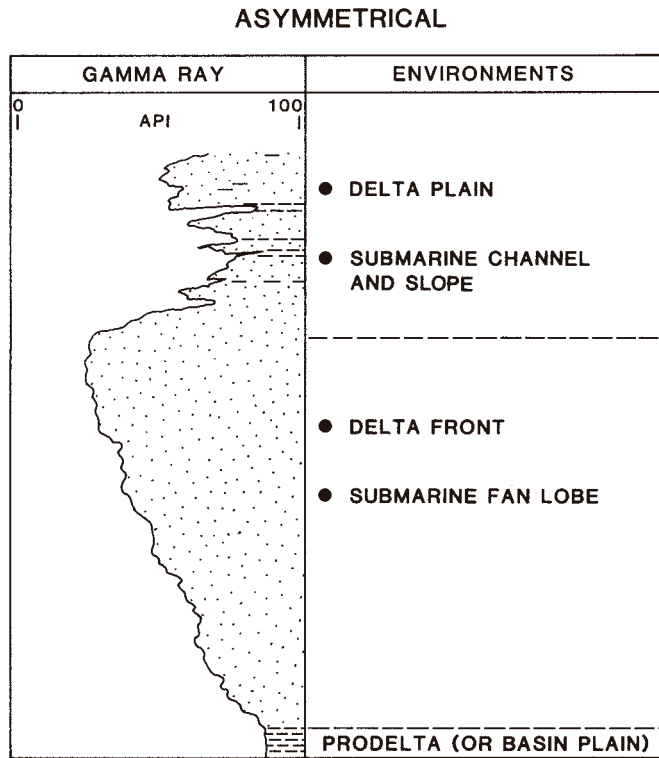 ASYMMETRICAL
GAMMA RAY
ENVIRONMENTS
0 100
API
● DELTA PLAIN
● SUBMARINE CHANNEL
AND SLOPE
● DELTA FRONT
● SUBMARINE FAN LOBE
PRODELTA (OR BASIN PLAIN)